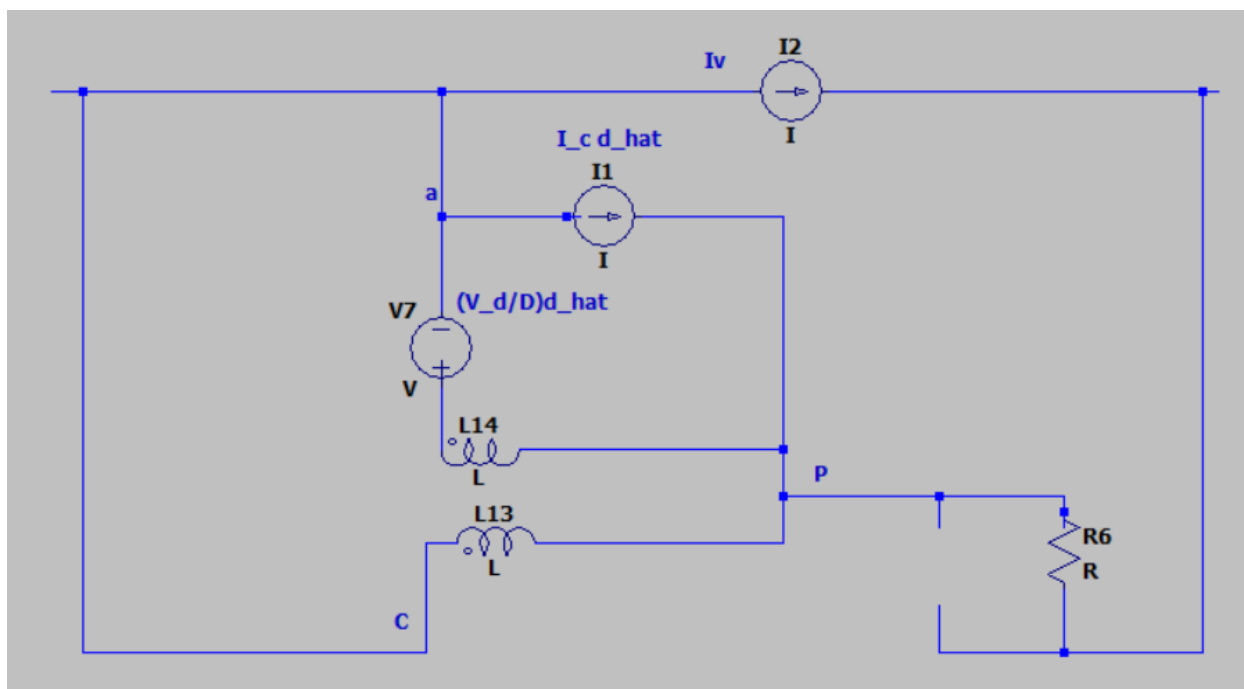 I2
Iv
I
I_c d_hat
I1
a
I
V7
(V_d/D)d_hat
V
L14
L
P
L13
L
R6
R
C